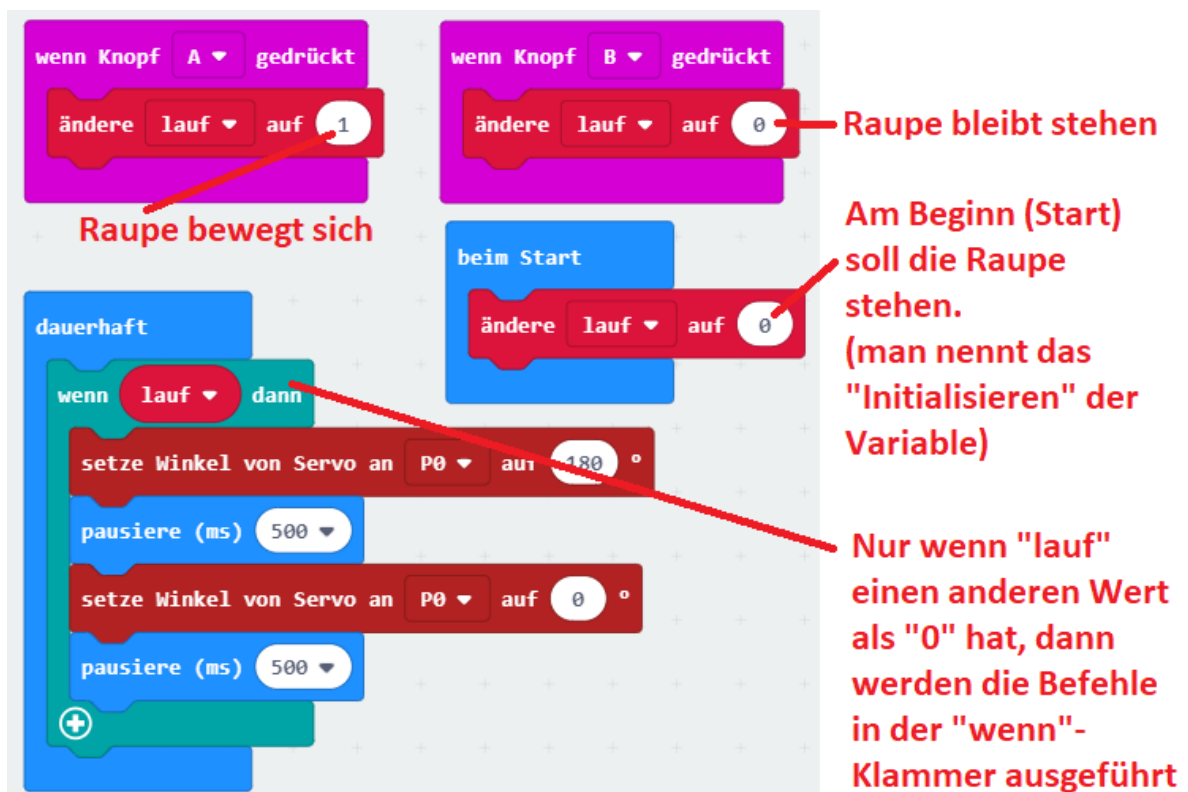 wenn Knopf A gedrückt
ändere lauf auf 1
Raupe bewegt sich
wenn Knopf B gedrückt
ändere lauf auf 0
Raupe bleibt stehen
beim Start
ändere lauf auf 0
Am Beginn (Start)
soll die Raupe
stehen.
(man nennt das
"Initialisieren" der
Variable)
dauerhaft
wenn lauf dann
setze Winkel von Servo an P0 auf 180 °
pausiere (ms) 500
setze Winkel von Servo an P0 auf 0 °
pausiere (ms) 500
Nur wenn "lauf"
einen anderen Wert
als "0" hat, dann
werden die Befehle
in der "wenn"-
Klammer ausgeführt